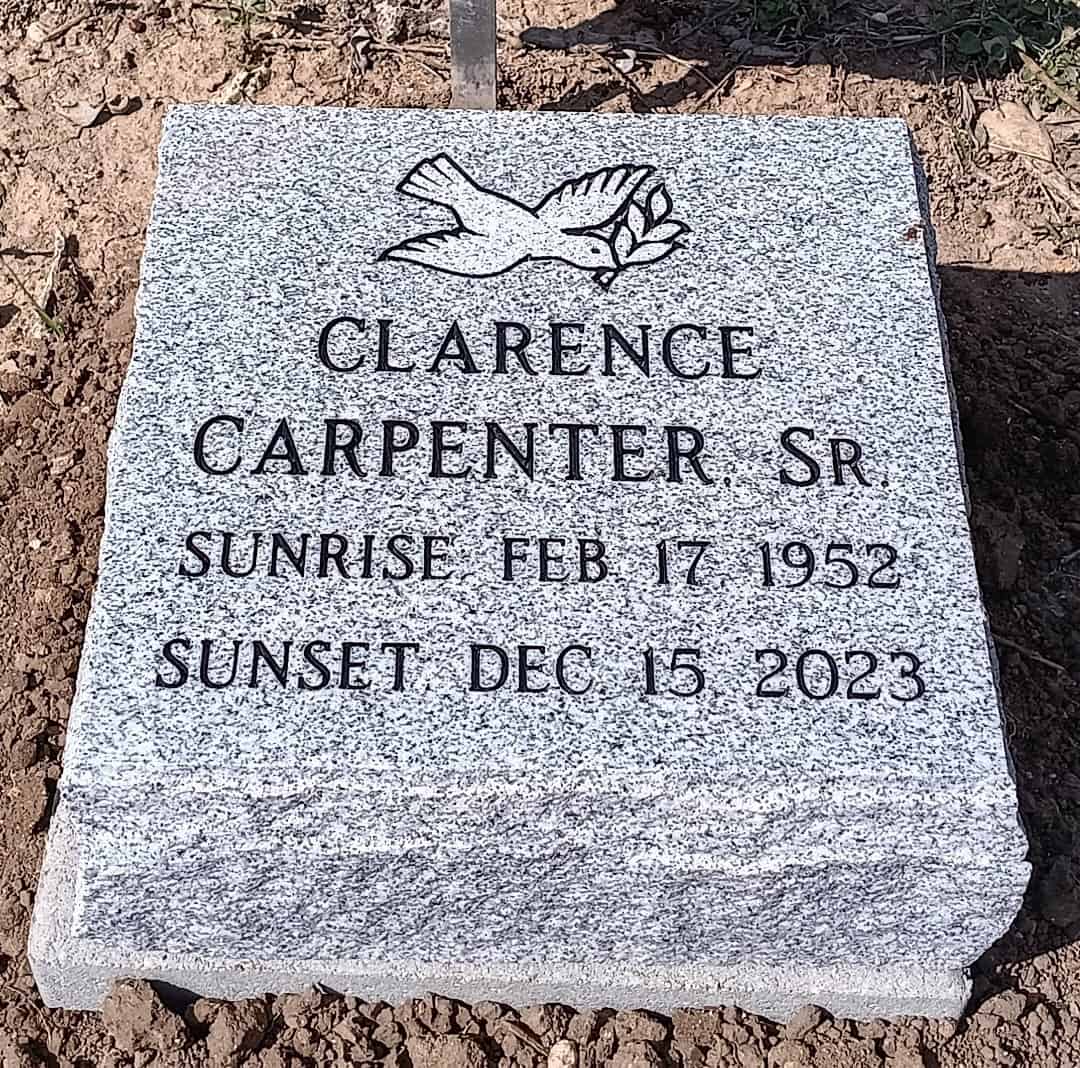 CLARENCE
CARPENTER, SR.
SUNRISE, FEB. 17, 1952
SUNSET, DEC. 15, 2023